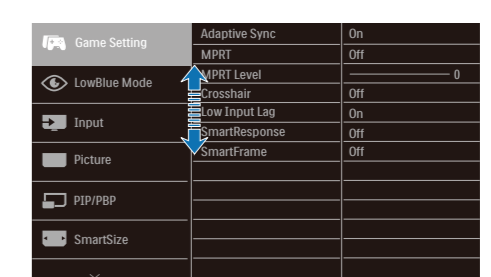 Game Setting
Adaptive Sync On
MPRT Off
MPRT Level 0
LowBlue Mode
Crosshair Off
Low Input Lag On
Input
SmartResponse Off
SmartFrame Off
Picture
PIP/PBP
SmartSize